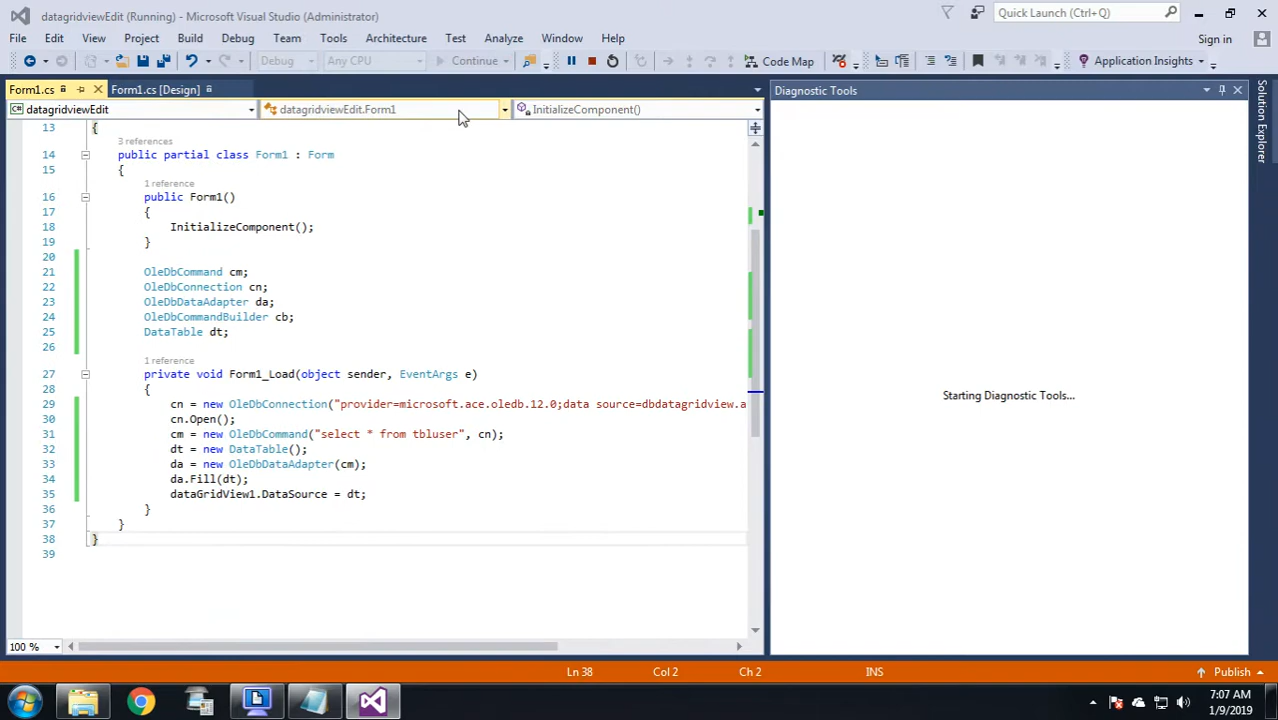 datagridviewEdit (Running) - Microsoft Visual Studio (Administrator)
Quick Launch (Ctrl+Q)
File Edit View Project Build Debug Team Tools Architecture Test Analyze Window Help
Sign in
Debug Any CPU Continue Code Map Application Insights
Form1.cs Form1.cs [Design]
Diagnostic Tools
C# datagridviewEdit datagridviewEdit.Form1 InitializeComponent()
Solution Explorer
13 {
3 references
14 public partial class Form1 : Form
15 {
1 reference
16 public Form1()
17 {
18 InitializeComponent();
19 }
20
21 OleDbCommand cm;
22 OleDbConnection cn;
23 OleDbDataAdapter da;
24 OleDbCommandBuilder cb;
25 DataTable dt;
26
1 reference
27 private void Form1_Load(object sender, EventArgs e)
28 {
29 cn = new OleDbConnection("provider=microsoft.ace.oledb.12.0;data source=dbdatagridview.a
30 cn.Open();
31 cm = new OleDbCommand("select * from tbluser", cn);
32 dt = new DataTable();
33 da = new OleDbDataAdapter(cm);
34 da.Fill(dt);
35 dataGridView1.DataSource = dt;
36 }
37 }
38 }
39
Starting Diagnostic Tools...
100 %
Ln 38 Col 2 Ch 2 INS Publish
7:07 AM
1/9/2019